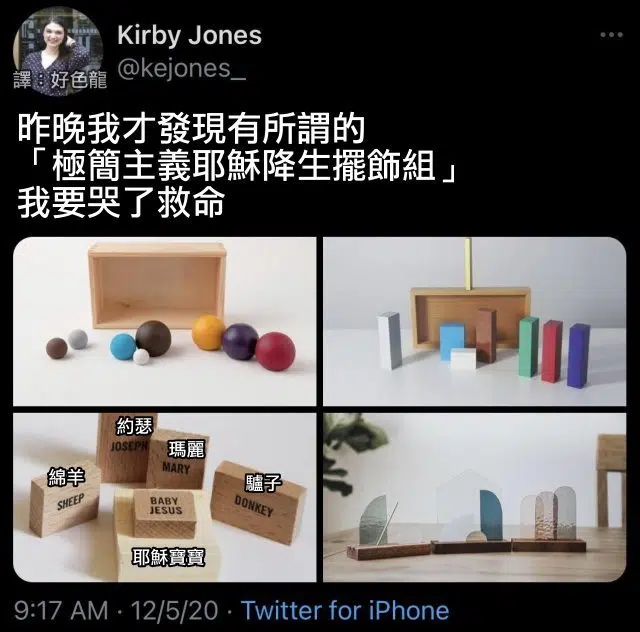 Kirby Jones
@kejones_
譯：好色龍
昨晚我才發現有所謂的
「極簡主義耶穌降生擺飾組」
我要哭了救命
約瑟
JOSEPH
瑪麗
MARY
綿羊
SHEEP
驢子
DONKEY
BABY
JESUS
耶穌寶寶
9:17 AM · 12/5/20 · Twitter for iPhone